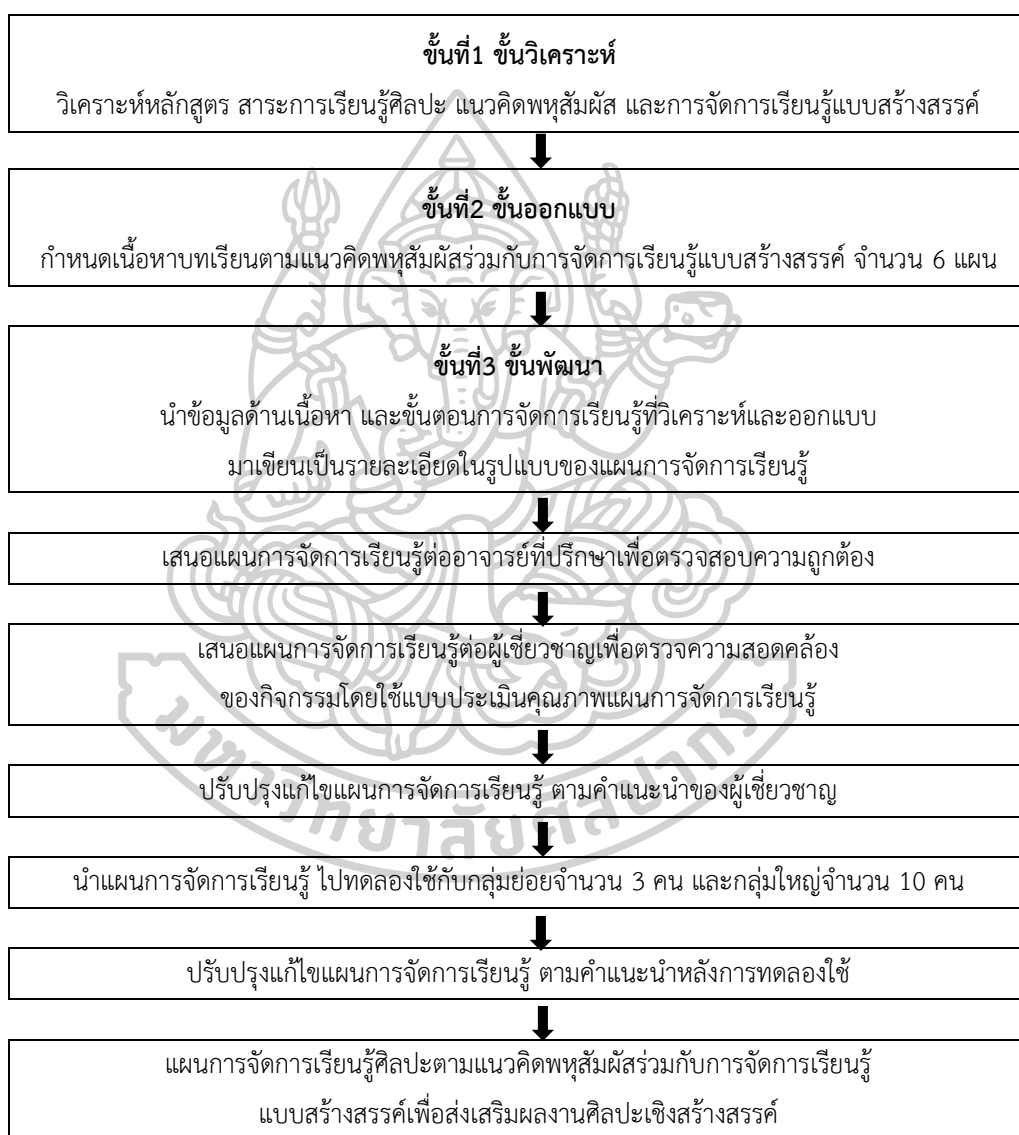 ขั้นที่1 ขั้นวิเคราะห์
วิเคราะห์หลักสูตร สาระการเรียนรู้ศิลปะ แนวคิดพหุสัมผัส และการจัดการเรียนรู้แบบสร้างสรรค์
ขั้นที่2 ขั้นออกแบบ
กำหนดเนื้อหาบทเรียนตามแนวคิดพหุสัมผัสร่วมกับการจัดการเรียนรู้แบบสร้างสรรค์ จำนวน 6 แผน
ขั้นที่3 ขั้นพัฒนา
นำข้อมูลด้านเนื้อหา และขั้นตอนการจัดการเรียนรู้ที่วิเคราะห์และออกแบบ
มาเขียนเป็นรายละเอียดในรูปแบบของแผนการจัดการเรียนรู้
เสนอแผนการจัดการเรียนรู้ต่ออาจารย์ที่ปรึกษาเพื่อตรวจสอบความถูกต้อง
เสนอแผนการจัดการเรียนรู้ต่อผู้เชี่ยวชาญเพื่อตรวจความสอดคล้อง
ของกิจกรรมโดยใช้แบบประเมินคุณภาพแผนการจัดการเรียนรู้
ปรับปรุงแก้ไขแผนการจัดการเรียนรู้ ตามคำแนะนำของผู้เชี่ยวชาญ
มหาวิทยาลัยศิลปากร
นำแผนการจัดการเรียนรู้ ไปทดลองใช้กับกลุ่มย่อยจำนวน 3 คน และกลุ่มใหญ่จำนวน 10 คน
ปรับปรุงแก้ไขแผนการจัดการเรียนรู้ ตามคำแนะนำหลังการทดลองใช้
แผนการจัดการเรียนรู้ศิลปะตามแนวคิดพหุสัมผัสร่วมกับการจัดการเรียนรู้
แบบสร้างสรรค์เพื่อส่งเสริมผลงานศิลปะเชิงสร้างสรรค์